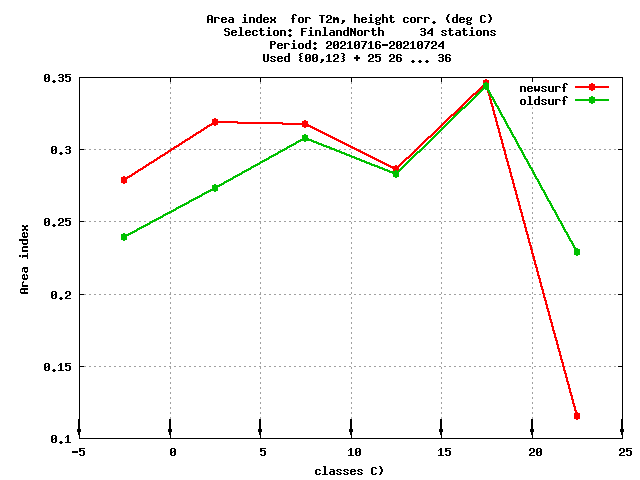 Area index  for T2m, height corr. (deg C)
Selection: FinlandNorth     34 stations
Period: 20210716-20210724
Used {00,12} + 25 26 ... 36
newsurf
oldsurf
0.35
0.3
0.25
0.2
0.15
0.1
Area index
-5 0 5 10 15 20 25
classes C)